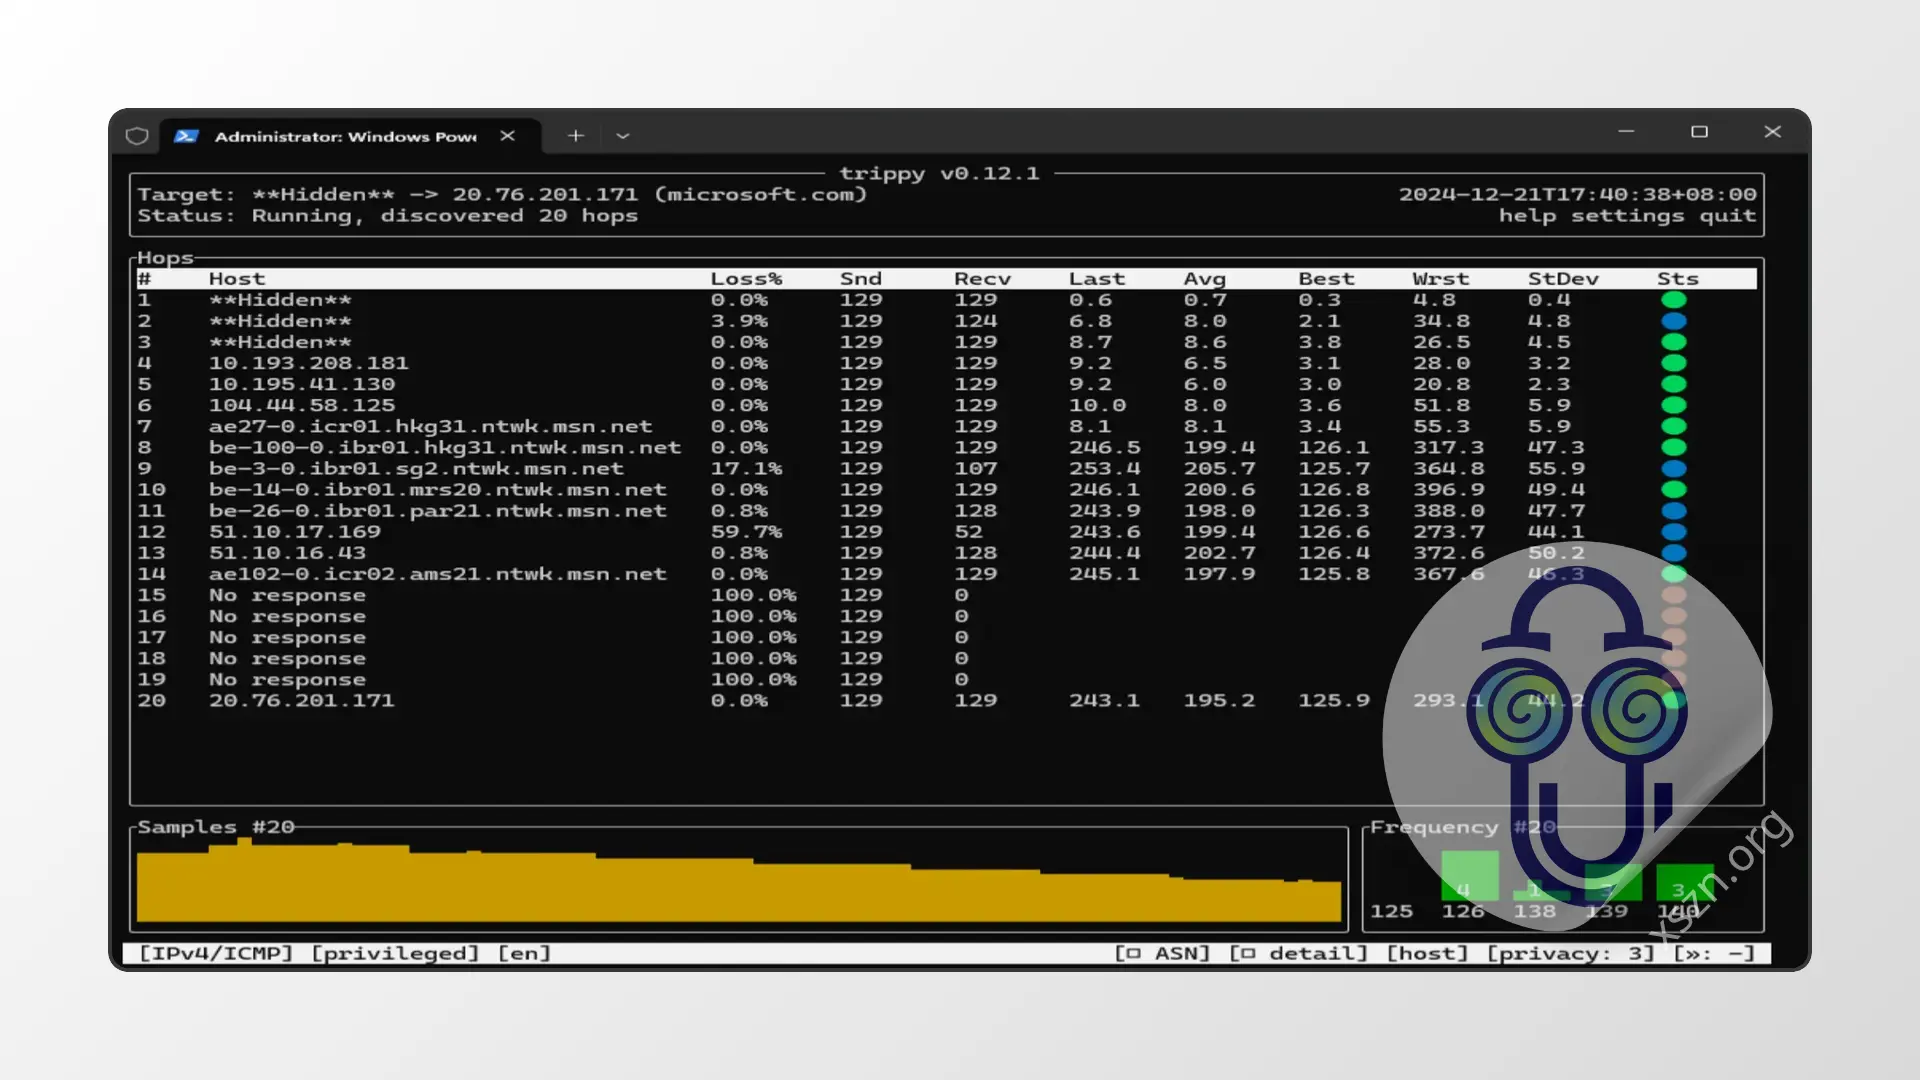 Administrator: Windows Powe
trippy v0.12.1
Target: **Hidden** -> 20.76.201.171 (microsoft.com) 2024-12-21T17:40:38+08:00
Status: Running, discovered 20 hops help settings quit
Hops
# Host Loss% Snd Recv Last Avg Best Wrst StDev Sts
1 **Hidden** 0.0% 129 129 0.6 0.7 0.3 4.8 0.4
2 **Hidden** 3.9% 129 124 6.8 8.0 2.1 34.8 4.8
3 **Hidden** 0.0% 129 129 8.7 8.6 3.8 26.5 4.5
4 10.193.208.181 0.0% 129 129 9.2 6.5 3.1 28.0 3.2
5 10.195.41.130 0.0% 129 129 9.2 6.0 3.0 20.8 2.3
6 104.44.58.125 0.0% 129 129 10.0 8.0 3.6 51.8 5.9
7 ae27-0.icr01.hkg31.ntwk.msn.net 0.0% 129 129 8.1 8.1 3.4 55.3 5.9
8 be-100-0.ibr01.hkg31.ntwk.msn.net 0.0% 129 129 246.5 199.4 126.1 317.3 47.3
9 be-3-0.ibr01.sg2.ntwk.msn.net 17.1% 129 107 253.4 205.7 125.7 364.8 55.9
10 be-14-0.ibr01.mrs20.ntwk.msn.net 0.0% 129 129 246.1 200.6 126.8 396.9 49.4
11 be-26-0.ibr01.par21.ntwk.msn.net 0.8% 129 128 243.9 198.0 126.3 388.0 47.7
12 51.10.17.169 59.7% 129 52 243.6 199.4 126.6 273.7 44.1
13 51.10.16.43 0.8% 129 128 244.4 202.7 126.4 372.6 50.2
14 ae102-0.icr02.ams21.ntwk.msn.net 0.0% 129 129 245.1 197.9 125.8 367.6 46.3
15 No response 100.0% 129 0
16 No response 100.0% 129 0
17 No response 100.0% 129 0
18 No response 100.0% 129 0
19 No response 100.0% 129 0
20 20.76.201.171 0.0% 129 129 243.1 195.2 125.9 293.1 44.2
Samples #20
Frequency #20
4 1 3 3
125 126 138 139 140
xszn.org
[IPv4/ICMP] [privileged] [en] [□ ASN] [□ detail] [host] [privacy: 3] [»: -]